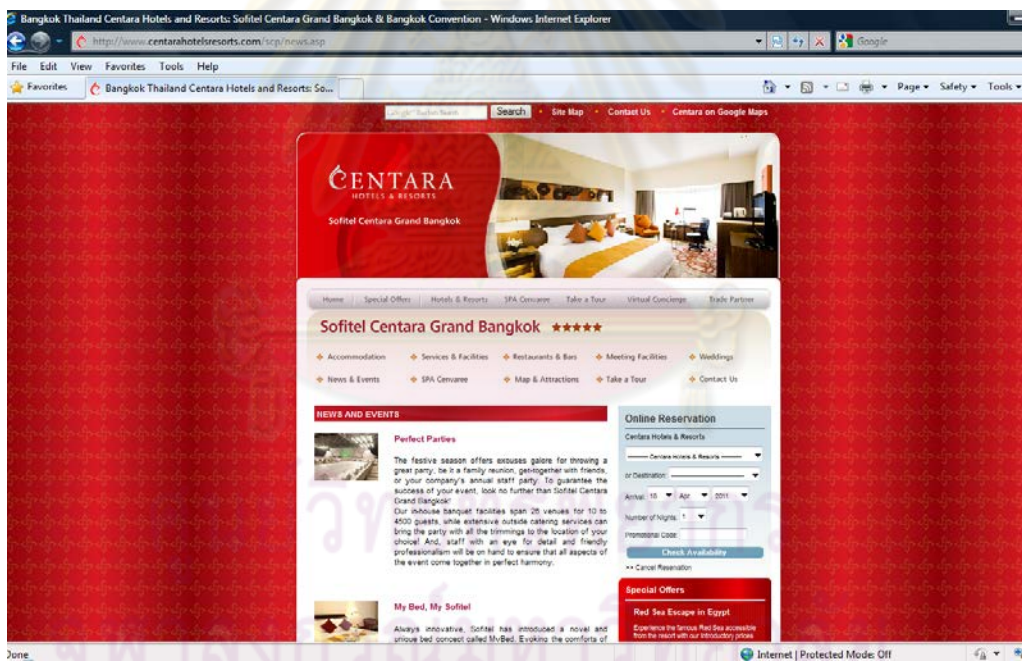 Bangkok Thailand Centara Hotels and Resorts: Sofitel Centara Grand Bangkok & Bangkok Convention - Windows Internet Explorer
http://www.centarahotelsresorts.com/scp/news.asp
Google
File Edit View Favorites Tools Help
Favorites
Bangkok Thailand Centara Hotels and Resorts: So...
Page Safety Tools
Search • Site Map • Contact Us • Centara on Google Maps
CENTARA
HOTELS & RESORTS
Sofitel Centara Grand Bangkok
Home Special Offers Hotels & Resorts SPA Cenvaree Take a Tour Virtual Concierge Trade Partner
Sofitel Centara Grand Bangkok ★★★★★
Accommodation Services & Facilities Restaurants & Bars Meeting Facilities Weddings
News & Events SPA Cenvaree Map & Attractions Take a Tour Contact Us
NEWS AND EVENTS
Perfect Parties
The festive season offers excuses galore for throwing a
great party, be it a family reunion, get-together with friends,
or your company's annual staff party. To guarantee the
success of your event, look no further than Sofitel Centara
Grand Bangkok!
Our in-house banquet facilities span 26 venues for 10 to
4500 guests, while extensive outside catering services can
bring the party with all the trimmings to the location of your
choice! And, staff with an eye for detail and friendly
professionalism will be on hand to ensure that all aspects of
the event come together in perfect harmony.
My Bed, My Sofitel
Always innovative, Sofitel has introduced a novel and
unique bed concept called MyBed. Evoking the comforts of
Online Reservation
Centara Hotels & Resorts
------ Centara Hotels & Resorts ------
or Destination:
Arrival: 10 Apr. 2011
Number of Nights: 1
Promotional Code:
Check Availability
>> Cancel Reservation
Special Offers
Red Sea Escape in Egypt
Experience the famous Red Sea accessible
from the resort with our introductory prices
Done
Internet | Protected Mode: Off